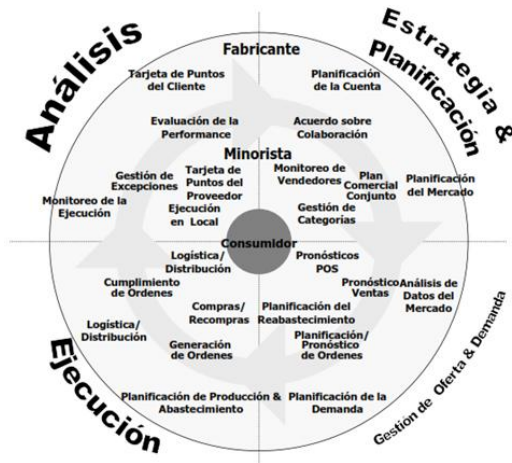 Análisis
Estrategia &
Planificación
Fabricante
Tarjeta de Puntos
del Cliente
Planificación
de la Cuenta
Evaluación de la
Performance
Acuerdo sobre
Colaboración
Minorista
Gestión de
Excepciones
Tarjeta de
Puntos del
Proveedor
Monitoreo de
Vendedores
Plan
Comercial
Conjunto
Planificación
del Mercado
Monitoreo de la
Ejecución
Ejecución
en Local
Gestión de
Categorías
Consumidor
Logística/
Distribución
Pronósticos
POS
Cumplimiento
de Ordenes
Pronóstico
Ventas
Análisis de
Datos del
Mercado
Compras/
Recompras
Planificación del
Reabastecimiento
Logística/
Distribución
Generación
de Ordenes
Planificación/
Pronóstico
de Ordenes
Planificación de Producción &
Abastecimiento
Planificación de la
Demanda
Ejecución
Gestión de Oferta & Demanda